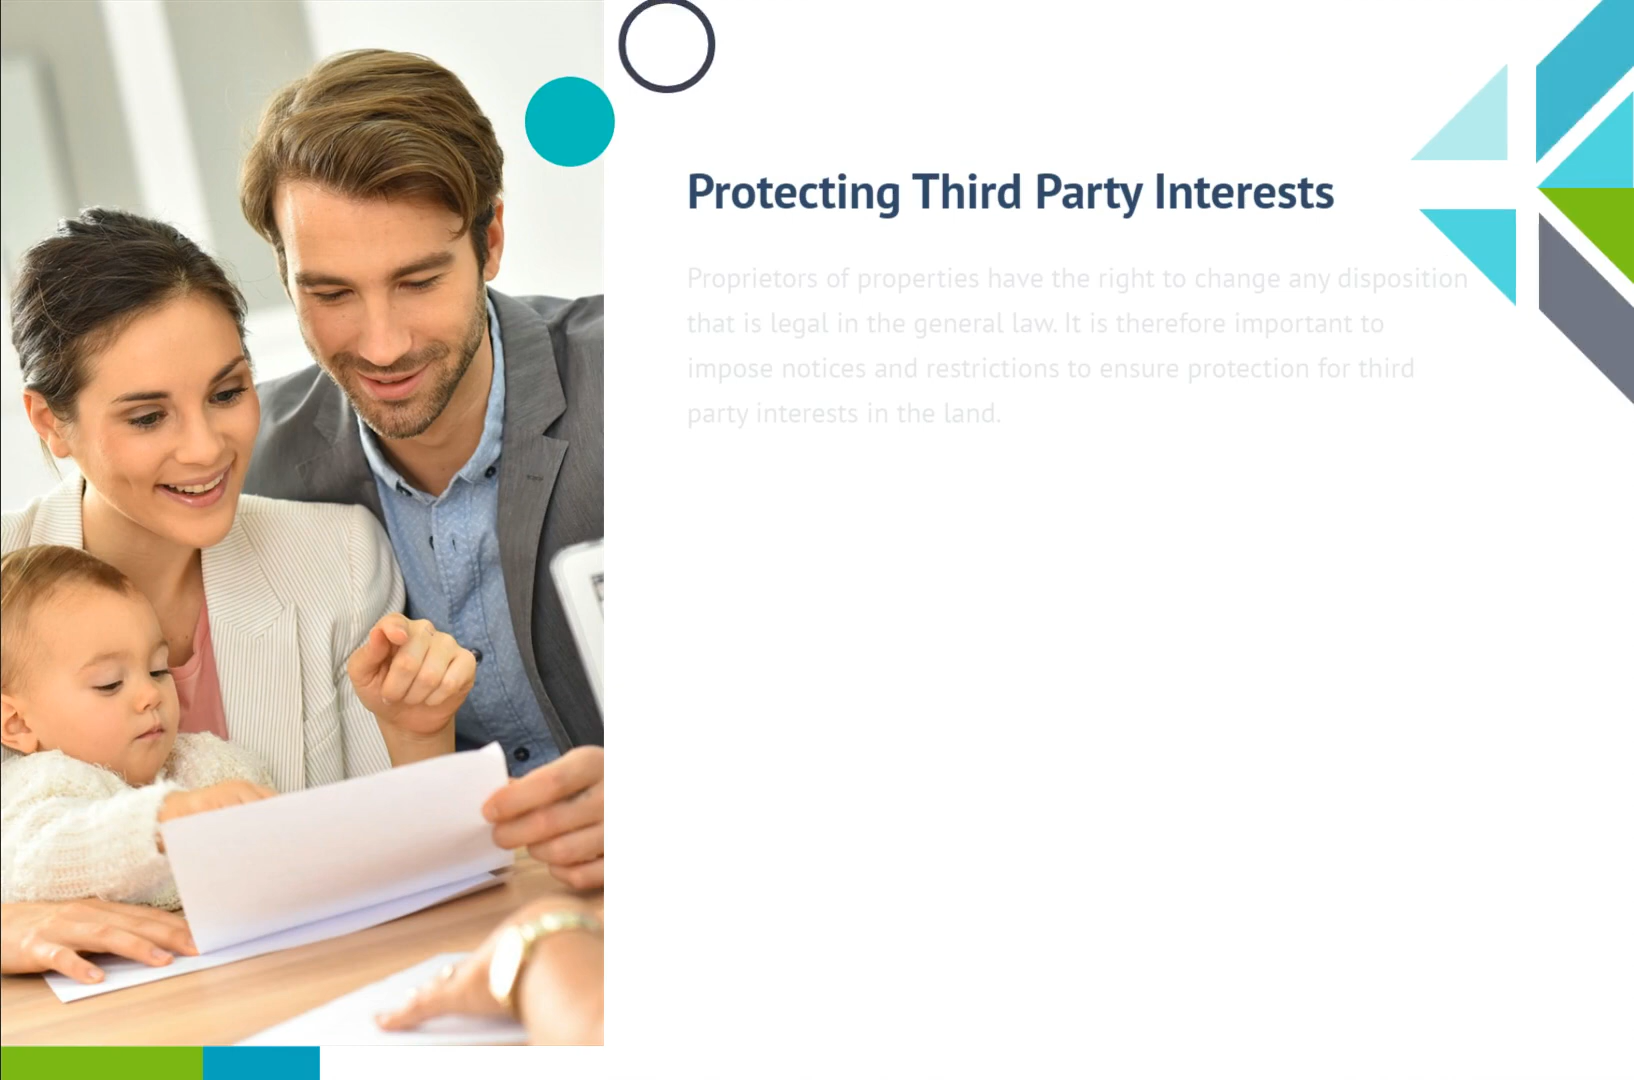 Protecting Third Party Interests
Proprietors of properties have the right to change any disposition
that is legal in the general law. It is therefore important to
impose notices and restrictions to ensure protection for third
party interests in the land.